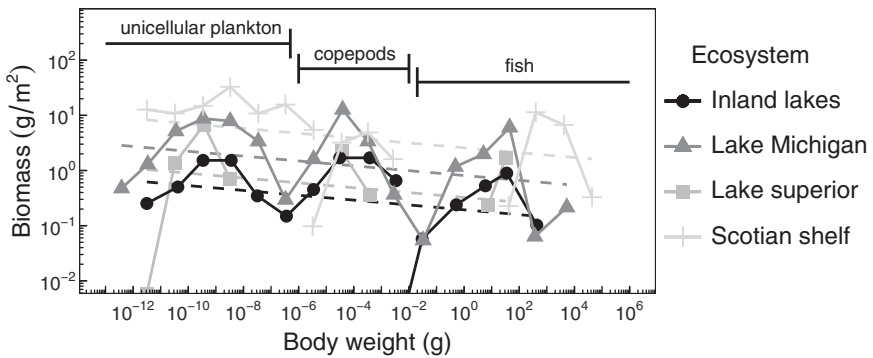 unicellular plankton
copepods
fish
Biomass (g/m²)
10²
10¹
10⁰
10⁻¹
10⁻²
10⁻¹² 10⁻¹⁰ 10⁻⁸ 10⁻⁶ 10⁻⁴ 10⁻² 10⁰ 10² 10⁴ 10⁶
Body weight (g)
Ecosystem
Inland lakes
Lake Michigan
Lake superior
Scotian shelf